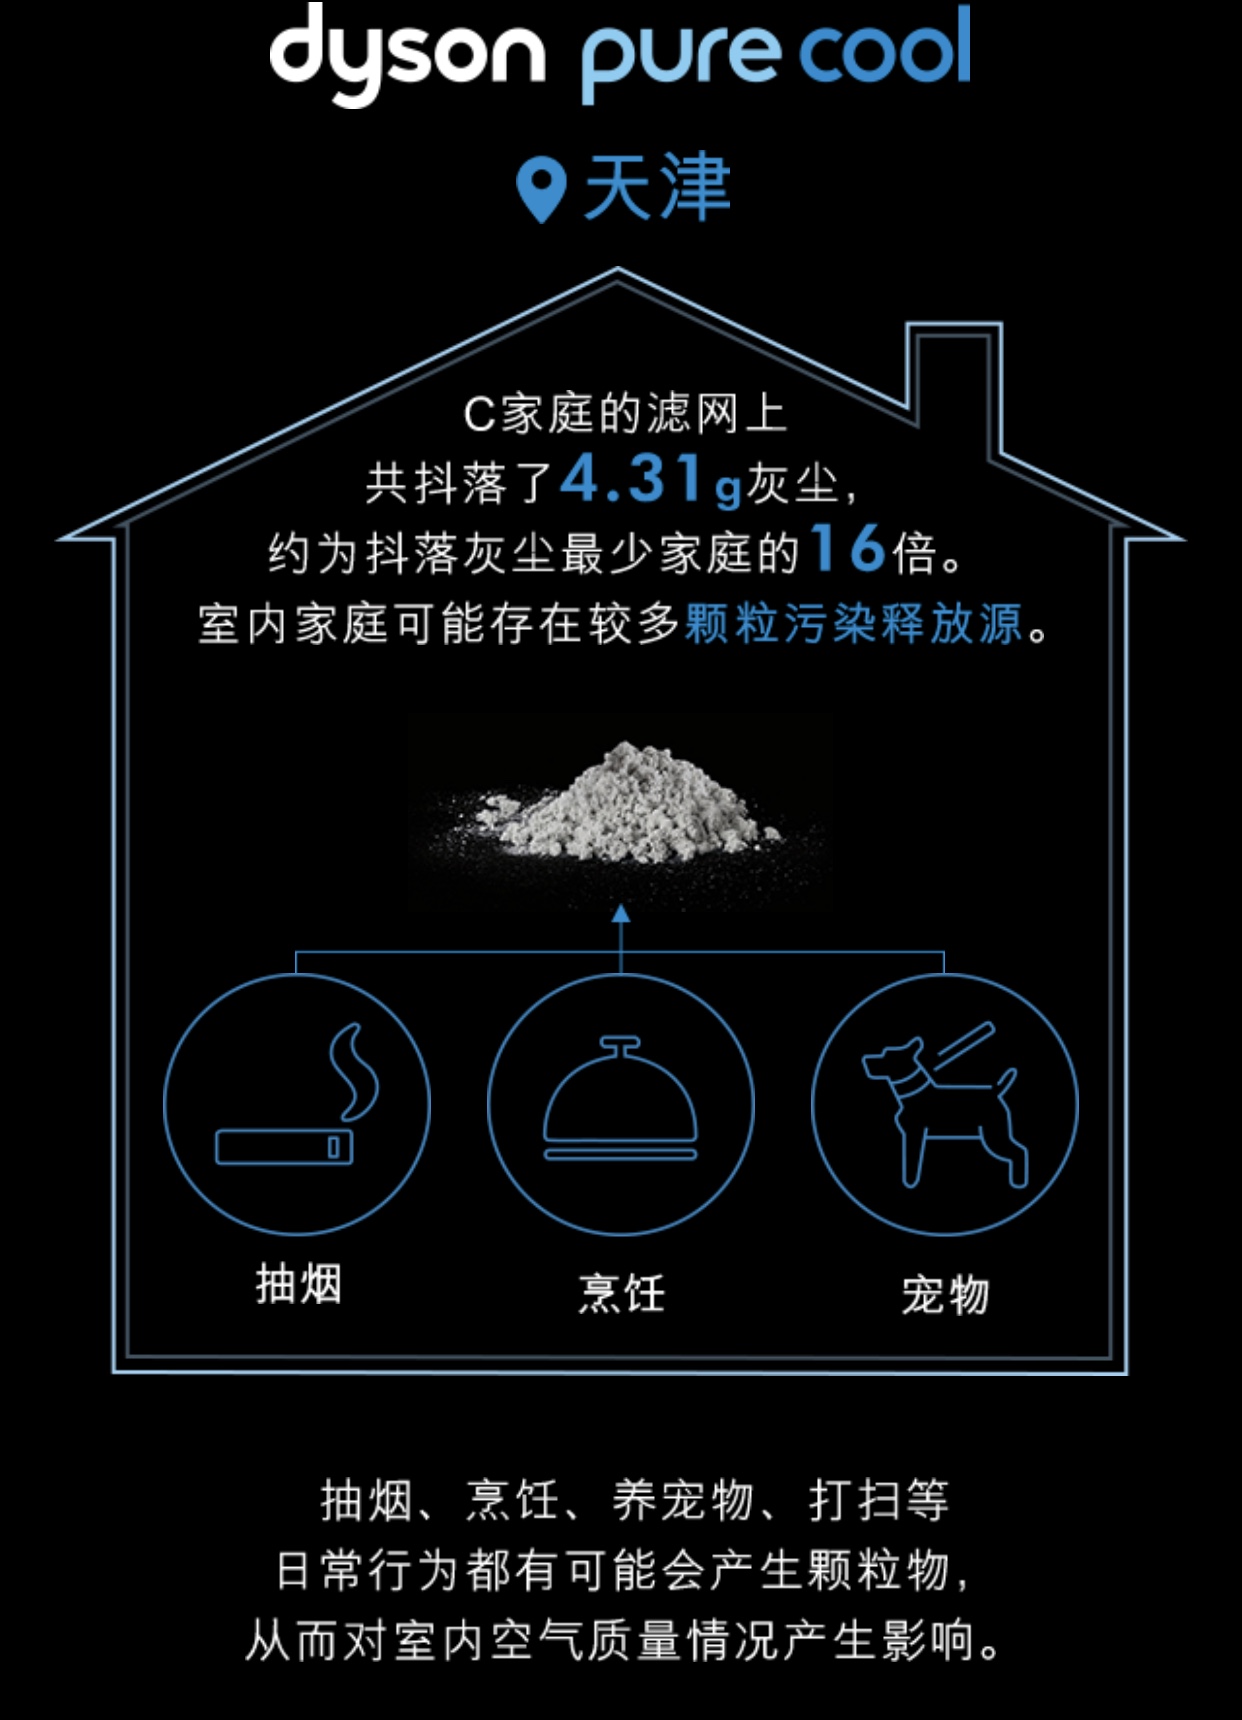 dyson pure cool
天津
C家庭的滤网上
共抖落了4.31g灰尘，
约为抖落灰尘最少家庭的16倍。
室内家庭可能存在较多颗粒污染释放源。
抽烟
烹饪
宠物
抽烟、烹饪、养宠物、打扫等
日常行为都有可能会产生颗粒物，
从而对室内空气质量情况产生影响。